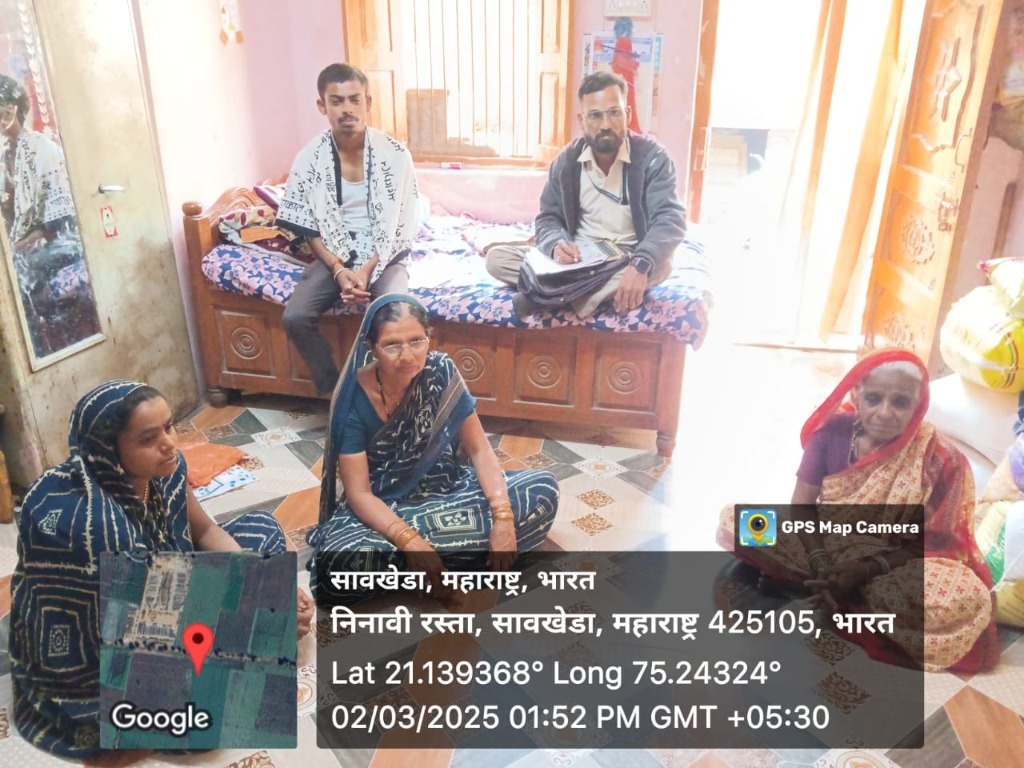 GPS Map Camera
सावखेडा, महाराष्ट्र, भारत
निनावी रस्ता, सावखेडा, महाराष्ट्र 425105, भारत
Lat 21.139368° Long 75.24324°
02/03/2025 01:52 PM GMT +05:30
Google